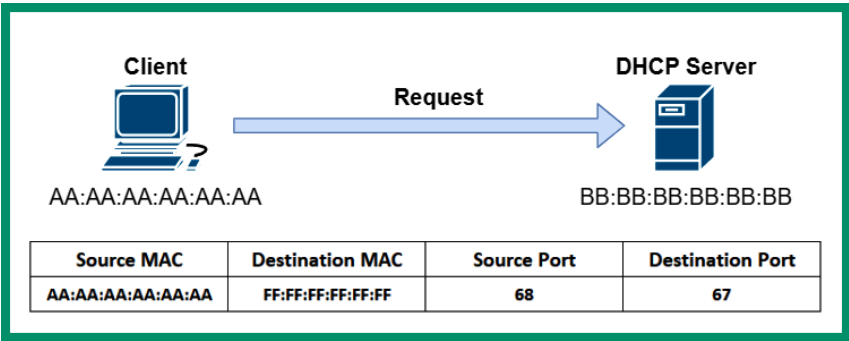 Client
DHCP Server
Request
?
AA:AA:AA:AA:AA:AA
BB:BB:BB:BB:BB:BB
Source MAC Destination MAC Source Port Destination Port
AA:AA:AA:AA:AA:AA FF:FF:FF:FF:FF:FF 68 67